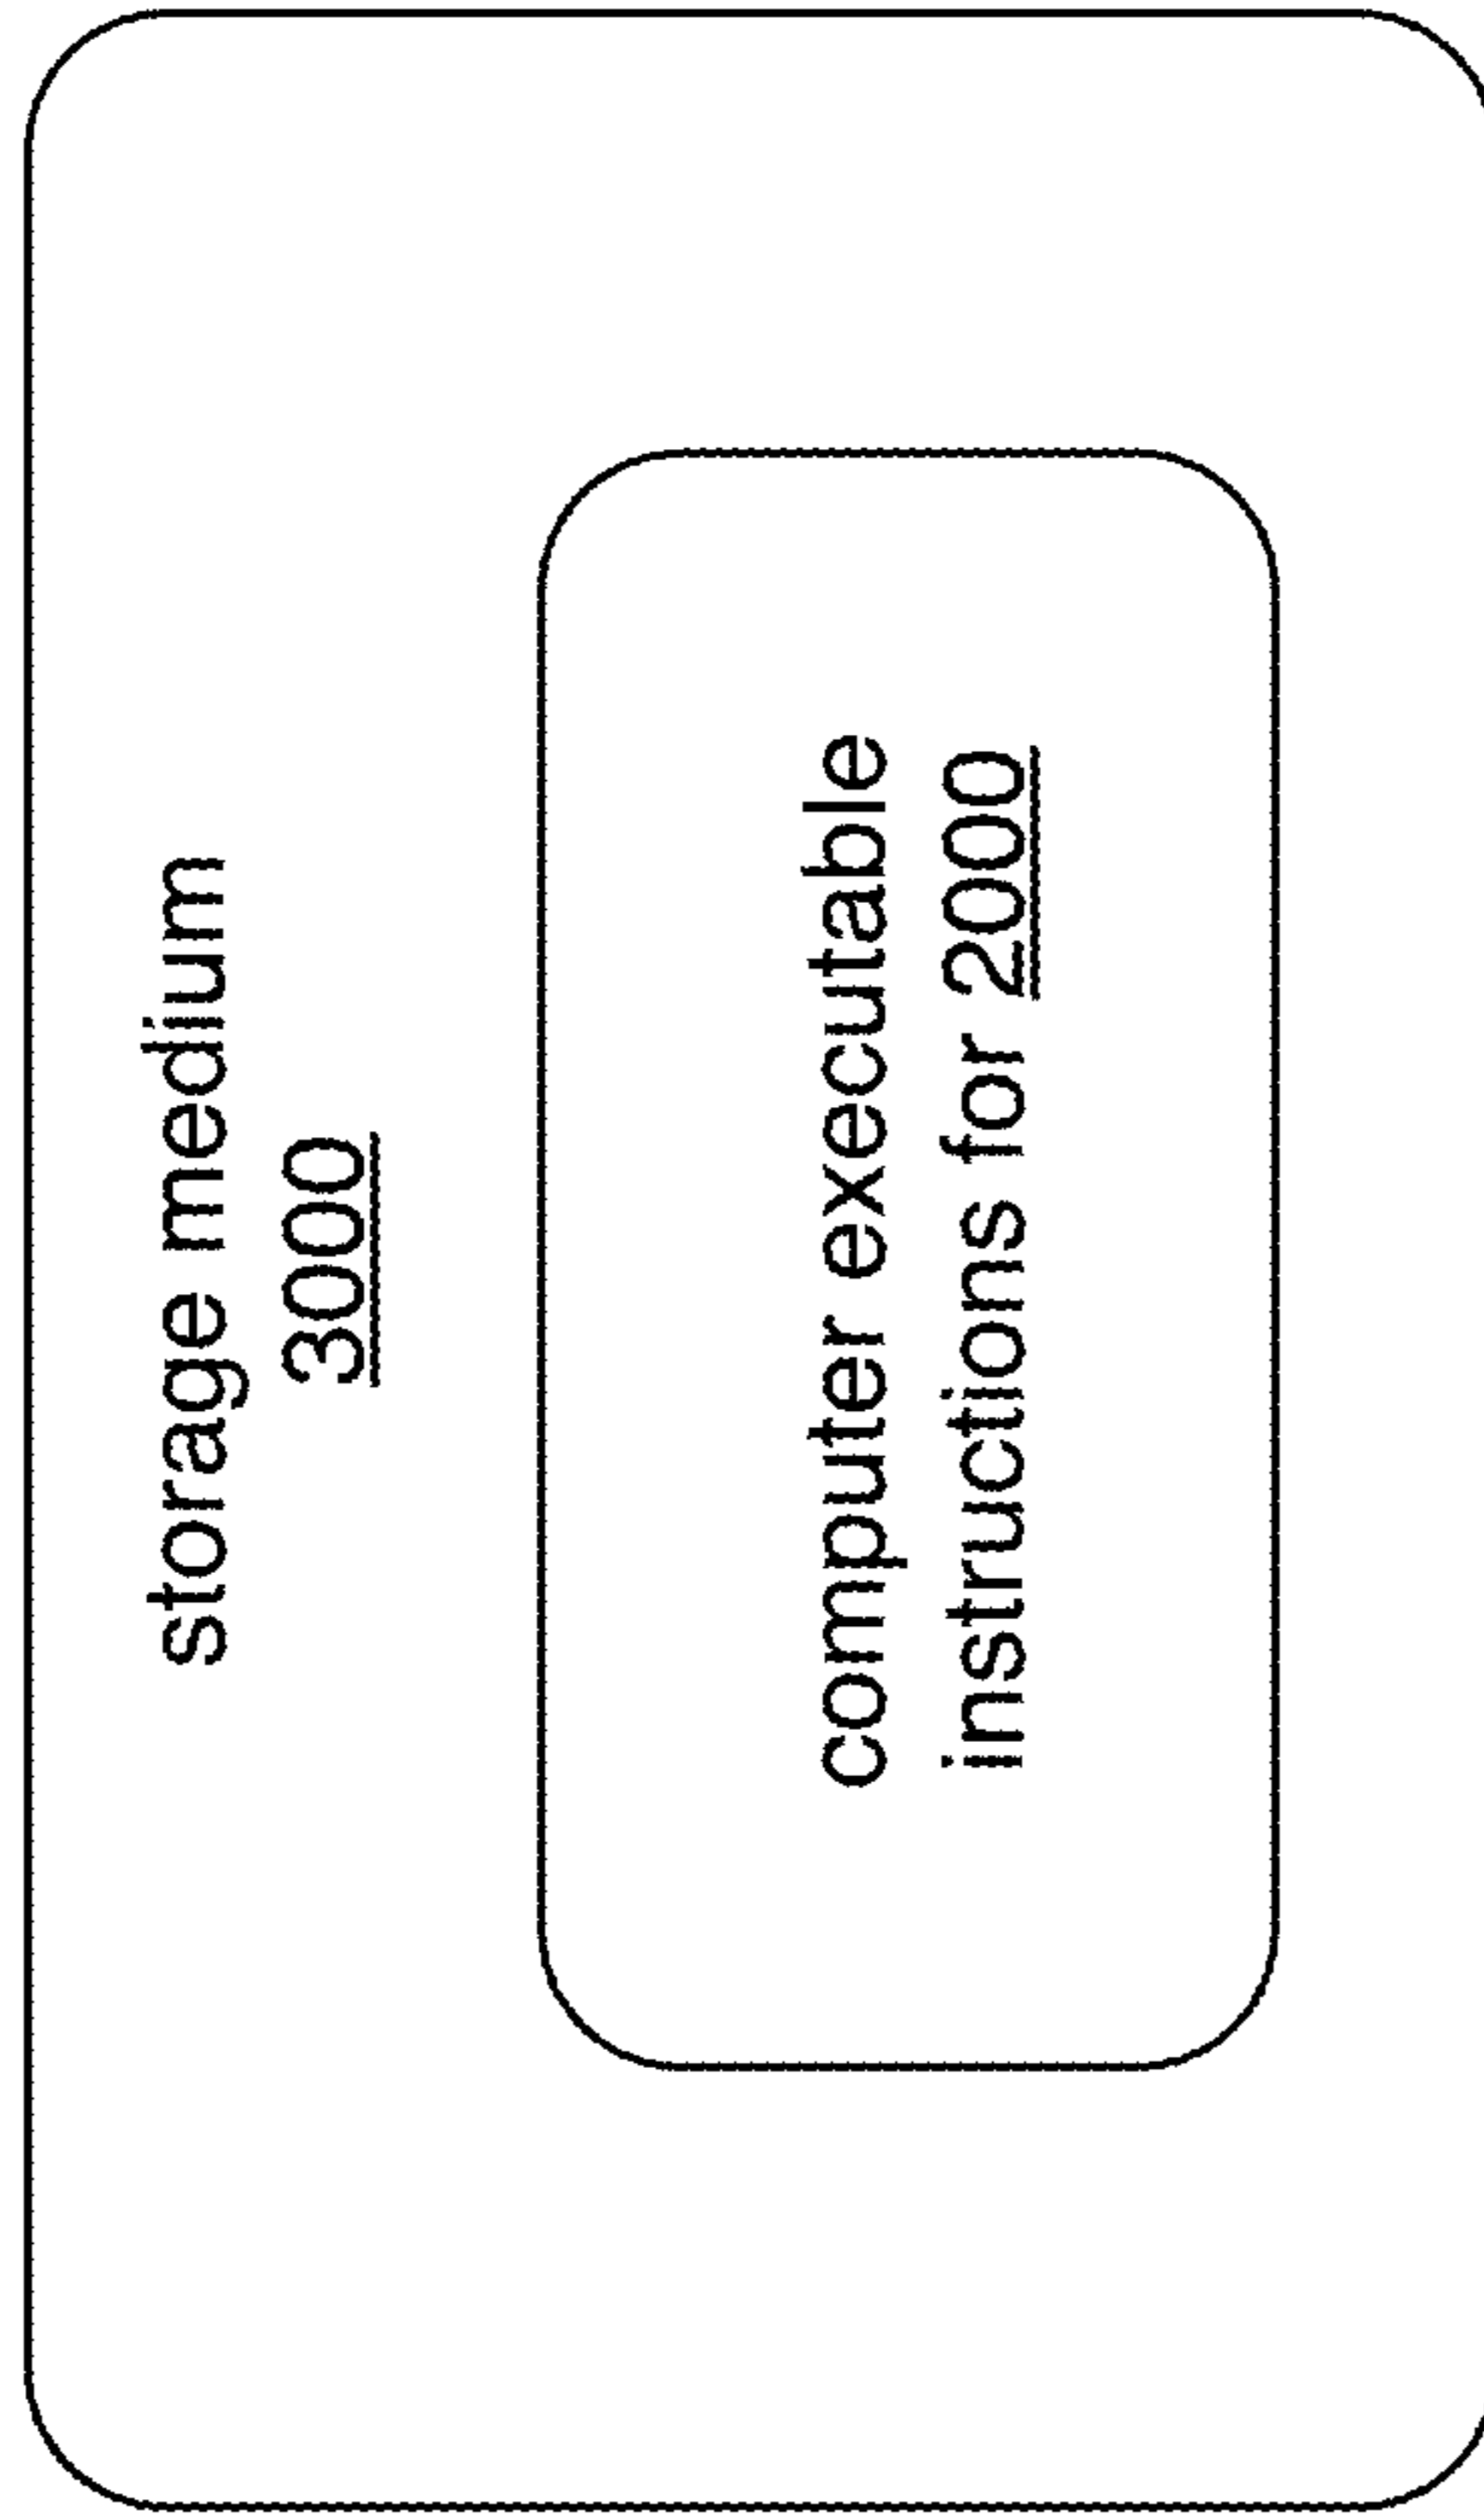 storage medium
3000
computer executable
instructions for 2000